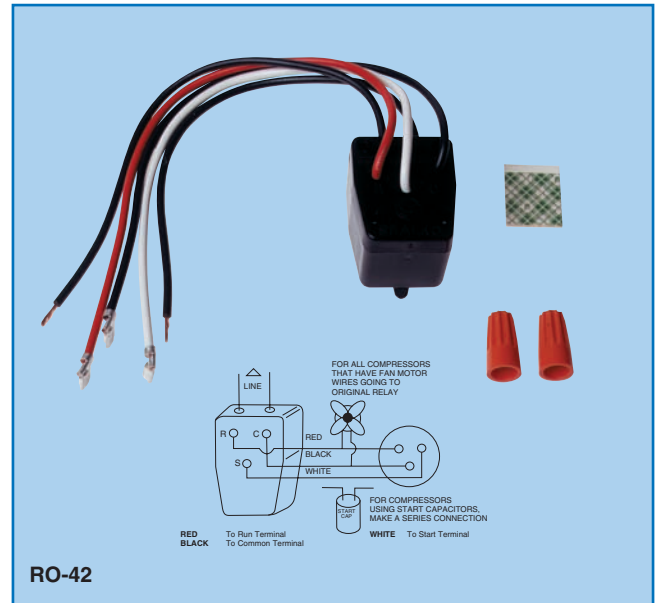 FOR ALL COMPRESSORS
THAT HAVE FAN MOTOR
WIRES GOING TO
ORIGINAL RELAY
LINE
R
C
RED
BLACK
S
WHITE
START
CAP
FOR COMPRESSORS
USING START CAPACITORS,
MAKE A SERIES CONNECTION
RED To Run Terminal
BLACK To Common Terminal
WHITE To Start Terminal
RO-42